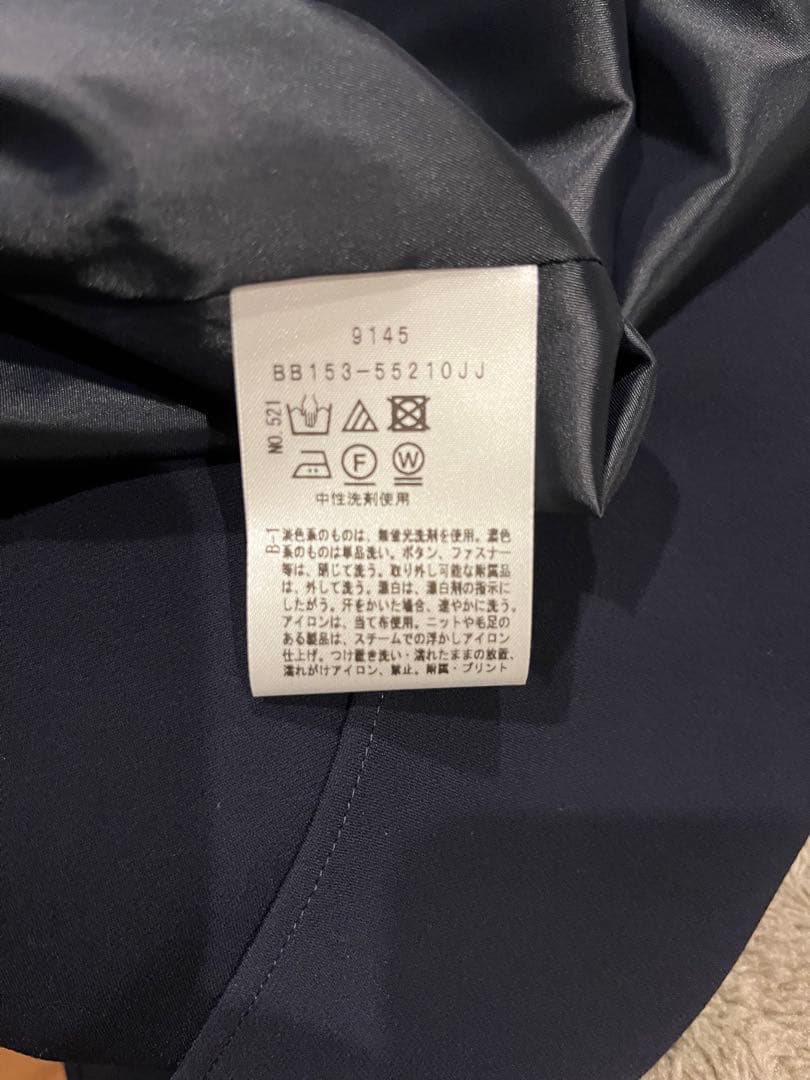 9145
BB153-55210JJ
NO.521
F W
中性洗剤使用
B-1
淡色系のものは、無蛍光洗剤を使用。濃色
系のものは単品洗い。ボタン、ファスナー
等は、閉じて洗う。取り外し可能な附属品
は、外して洗う。漂白は、漂白剤の指示に
したがう。汗をかいた場合、速やかに洗う。
アイロンは、当て布使用。ニットや毛足の
ある製品は、スチームでの浮かしアイロン
仕上げ。つけ置き洗い・濡れたままの放置、
濡れがけアイロン、禁止。附属・プリント